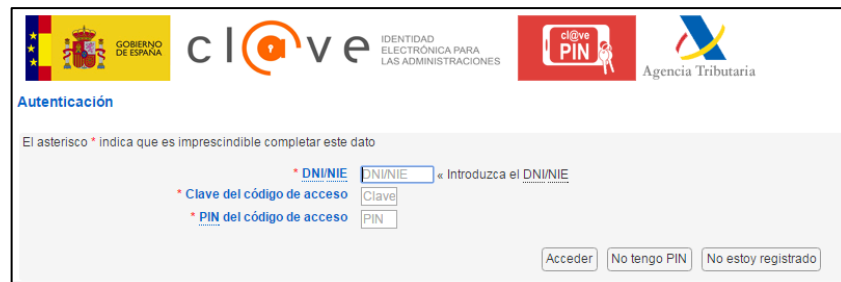 GOBIERNO
DE ESPAÑA
cl@ve
IDENTIDAD
ELECTRÓNICA PARA
LAS ADMINISTRACIONES
cl@ve
PIN
Agencia Tributaria
Autenticación
El asterisco * indica que es imprescindible completar este dato
* DNI/NIE DNI/NIE « Introduzca el DNI/NIE
* Clave del código de acceso Clave
* PIN del código de acceso PIN
Acceder No tengo PIN No estoy registrado